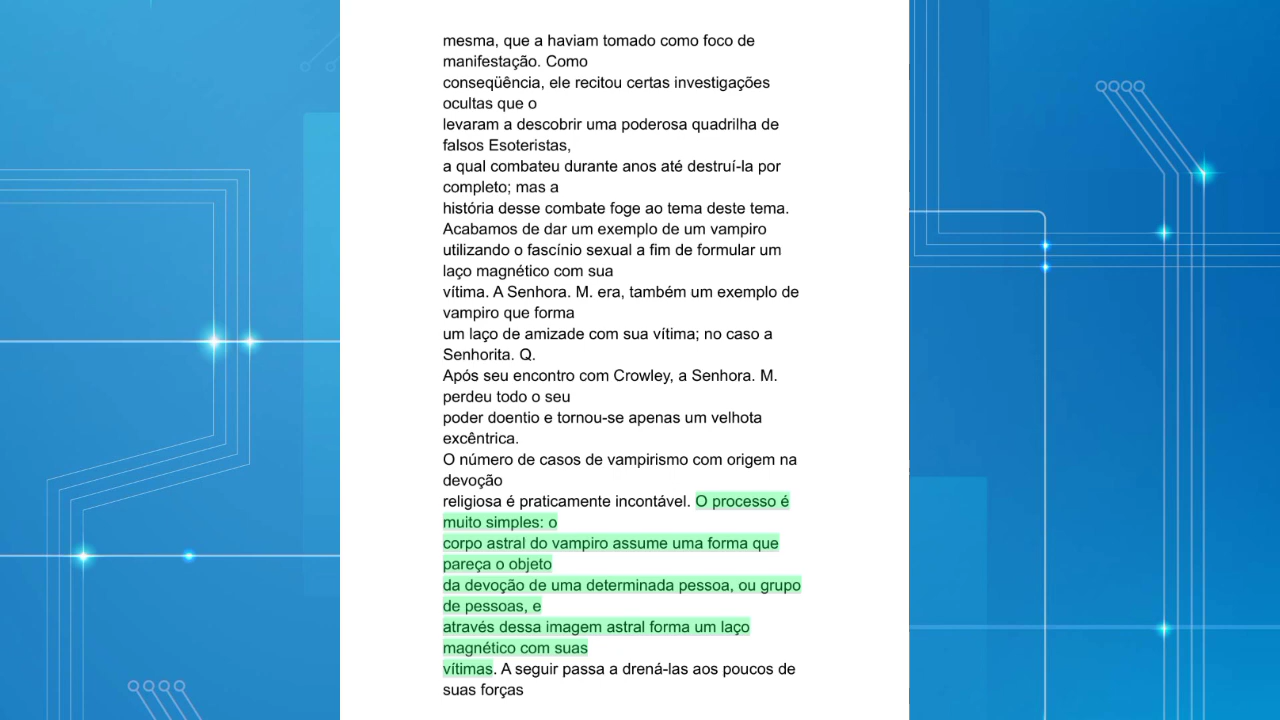 mesma, que a haviam tomado como foco de
manifestação. Como
conseqüência, ele recitou certas investigações
ocultas que o
levaram a descobrir uma poderosa quadrilha de
falsos Esoteristas,
a qual combateu durante anos até destruí-la por
completo; mas a
história desse combate foge ao tema deste tema.
Acabamos de dar um exemplo de um vampiro
utilizando o fascínio sexual a fim de formular um
laço magnético com sua
vítima. A Senhora. M. era, também um exemplo de
vampiro que forma
um laço de amizade com sua vítima; no caso a
Senhorita. Q.
Após seu encontro com Crowley, a Senhora. M.
perdeu todo o seu
poder doentio e tornou-se apenas um velhota
excêntrica.
O número de casos de vampirismo com origem na
devoção
religiosa é praticamente incontável. O processo é
muito simples: o
corpo astral do vampiro assume uma forma que
pareça o objeto
da devoção de uma determinada pessoa, ou grupo
de pessoas, e
através dessa imagem astral forma um laço
magnético com suas
vítimas. A seguir passa a drená-las aos poucos de
suas forças